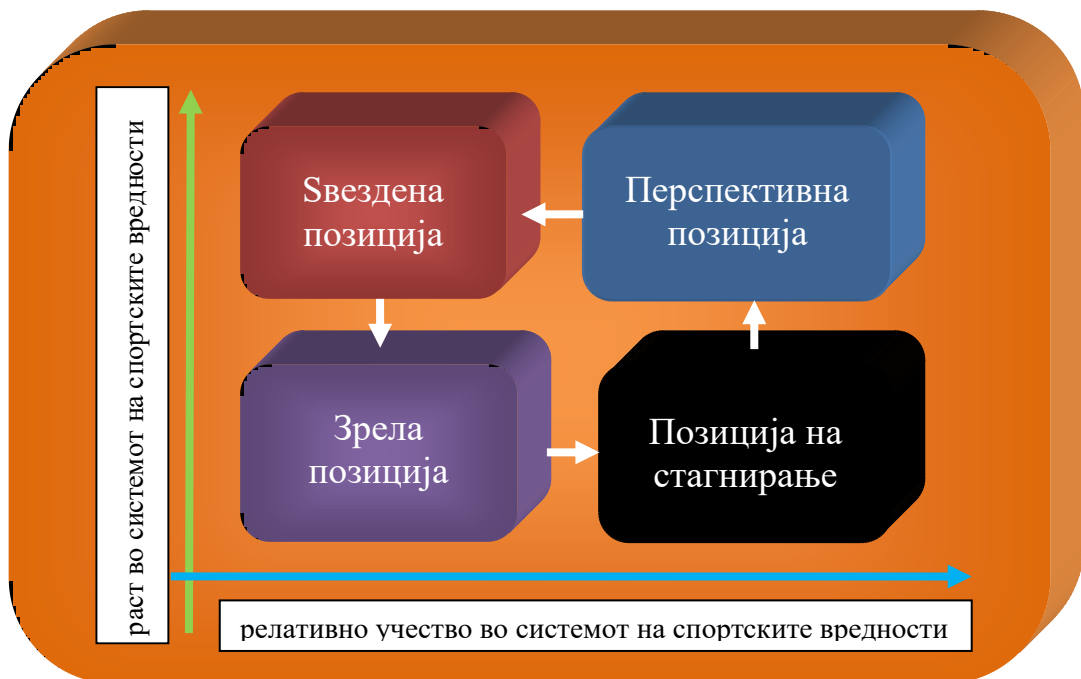 раст во системот на спортските вредности
Ѕвездена
позиција
Перспективна
позиција
Зрела
позиција
Позиција на
стагнирање
релативно учество во системот на спортските вредности